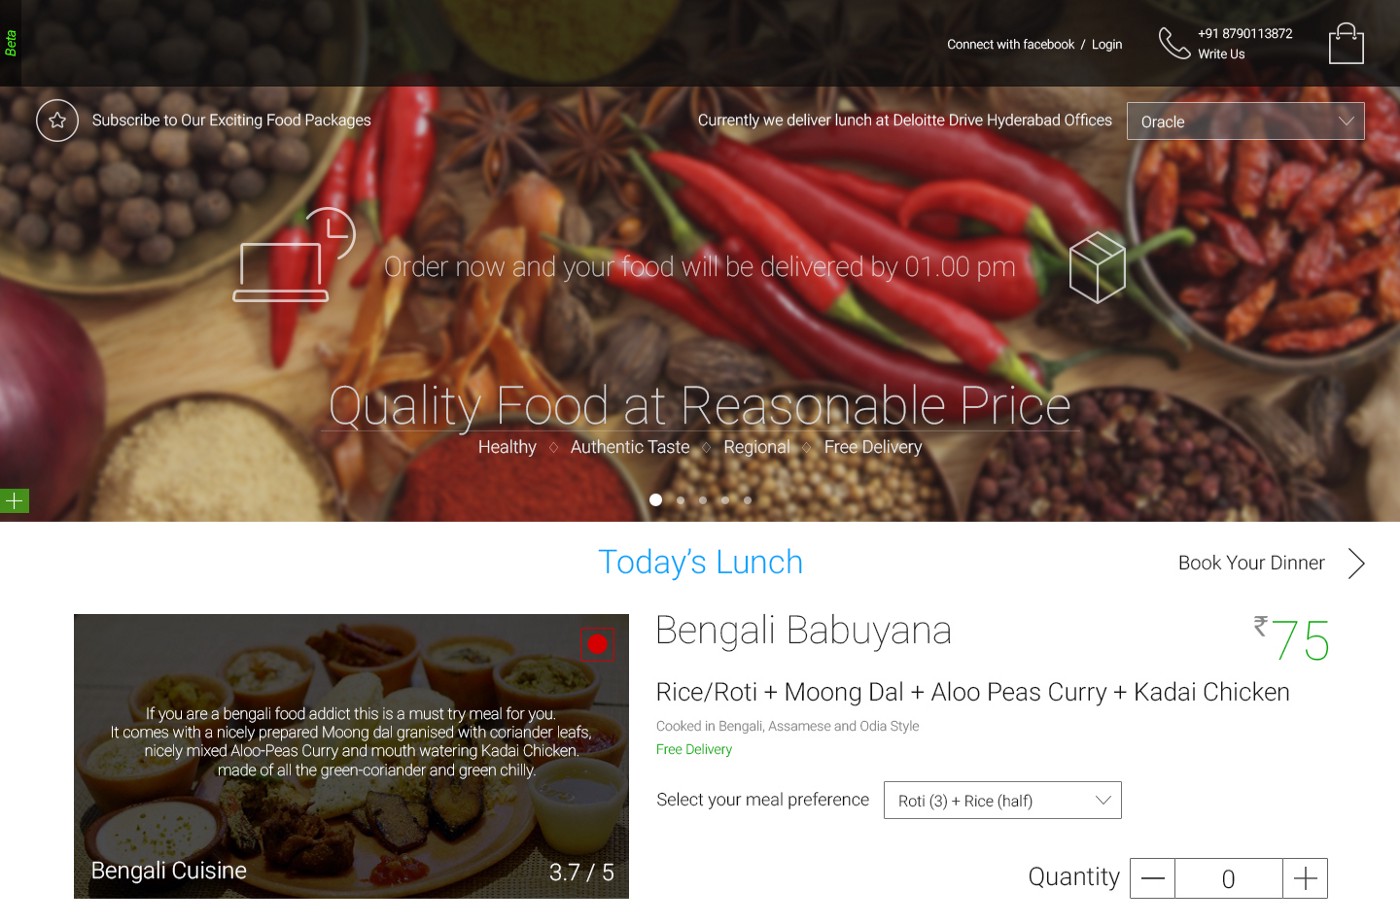 Beta
Connect with facebook / Login
+91 8790113872
Write Us
Subscribe to Our Exciting Food Packages
Currently we deliver lunch at Deloitte Drive Hyderabad Offices
Oracle
Order now and your food will be delivered by 01.00 pm
Quality Food at Reasonable Price
Healthy ◇ Authentic Taste ◇ Regional ◇ Free Delivery
Today's Lunch
Book Your Dinner
If you are a bengali food addict this is a must try meal for you.
It comes with a nicely prepared Moong dal granised with coriander leafs,
nicely mixed Aloo-Peas Curry and mouth watering Kadai Chicken.
made of all the green-coriander and green chilly.
Bengali Cuisine
3.7 / 5
Bengali Babuyana
₹75
Rice/Roti + Moong Dal + Aloo Peas Curry + Kadai Chicken
Cooked in Bengali, Assamese and Odia Style
Free Delivery
Select your meal preference
Roti (3) + Rice (half)
Quantity
0